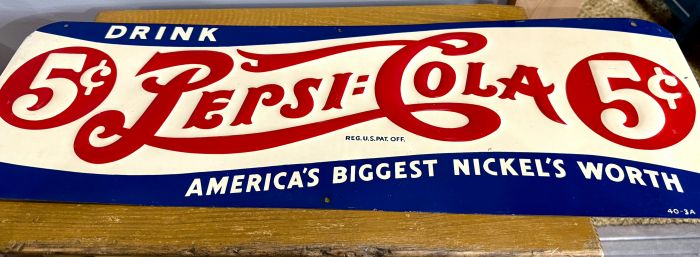 DRINK
5¢ PEPSI=COLA 5¢
REG. U.S. PAT. OFF.
AMERICA'S BIGGEST NICKEL'S WORTH
40-3A